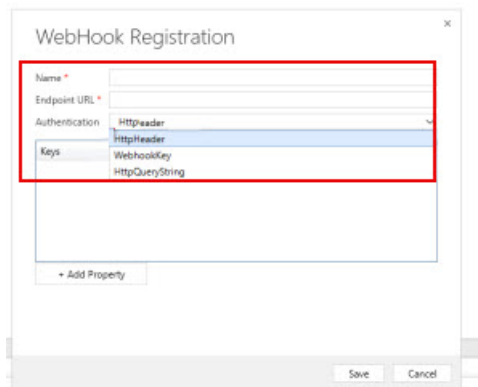 WebHook Registration
Name *
Endpoint URL *
Authentication HttpHeader
HttpHeader
Keys
WebhookKey
HttpQueryString
+ Add Property
Save Cancel